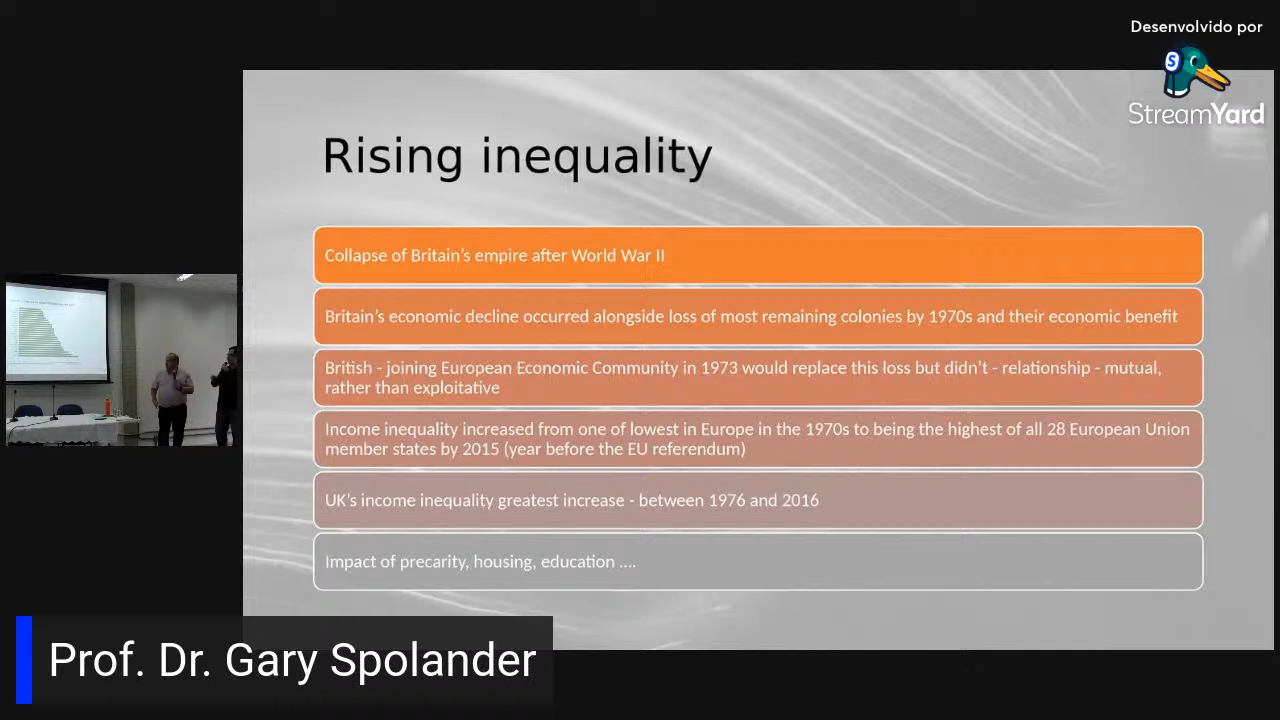 Desenvolvido por
StreamYard
Rising inequality
Collapse of Britain’s empire after World War II
Britain’s economic decline occurred alongside loss of most remaining colonies by 1970s and their economic benefit
British - joining European Economic Community in 1973 would replace this loss but didn’t - relationship - mutual,
rather than exploitative
Income inequality increased from one of lowest in Europe in the 1970s to being the highest of all 28 European Union
member states by 2015 (year before the EU referendum)
UK’s income inequality greatest increase - between 1976 and 2016
Impact of precarity, housing, education ....
Prof. Dr. Gary Spolander